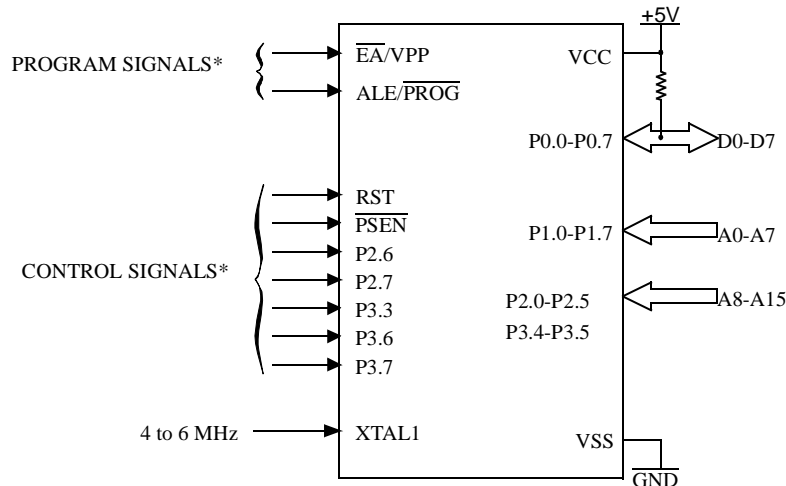 +5V
PROGRAM SIGNALS*
EA/VPP
ALE/PROG
VCC
P0.0-P0.7
D0-D7
CONTROL SIGNALS*
RST
PSEN
P2.6
P2.7
P3.3
P3.6
P3.7
P1.0-P1.7
A0-A7
P2.0-P2.5
P3.4-P3.5
A8-A15
4 to 6 MHz
XTAL1
VSS
GND